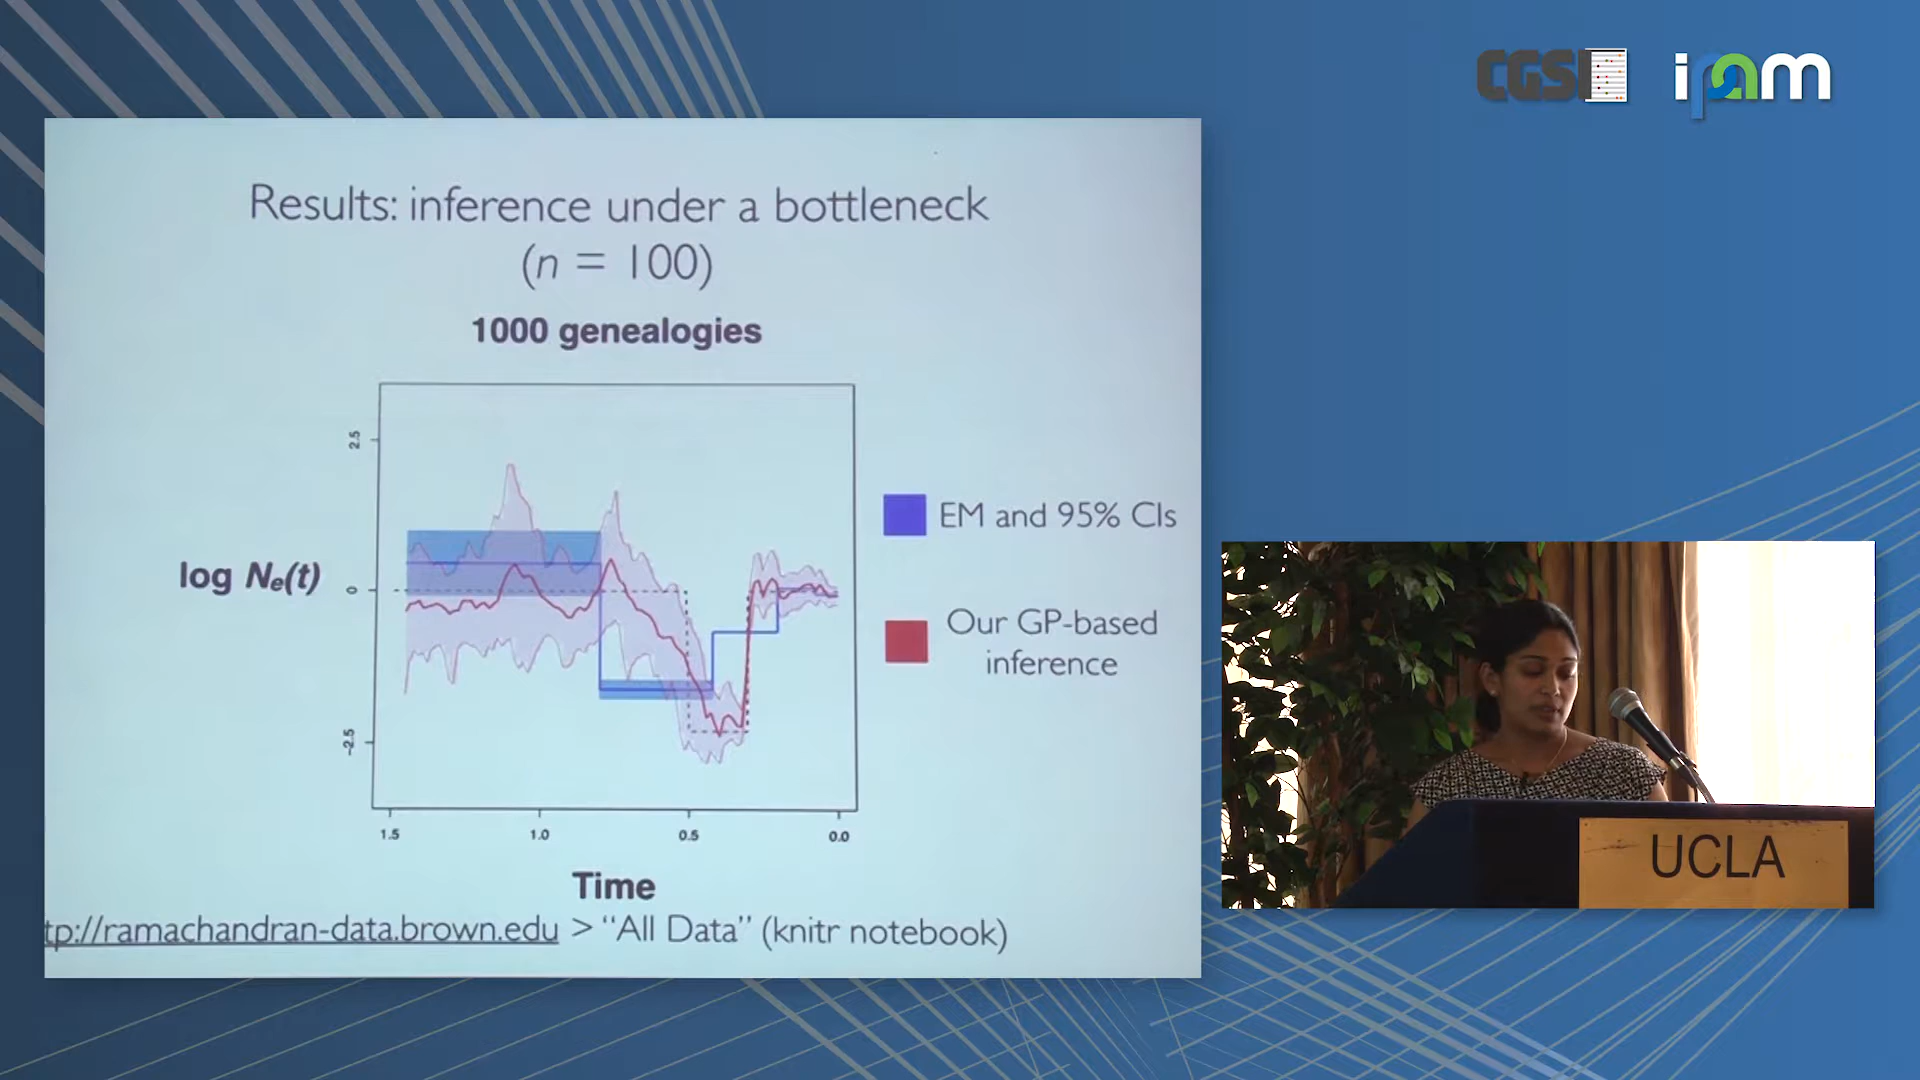 CGSI
ipam
Results: inference under a bottleneck
(n = 100)
1000 genealogies
2.5
0
-2.5
log Nₑ(t)
1.5
1.0
0.5
0.0
Time
EM and 95% CIs
Our GP-based
inference
tp://ramachandran-data.brown.edu > “All Data” (knitr notebook)
UCLA